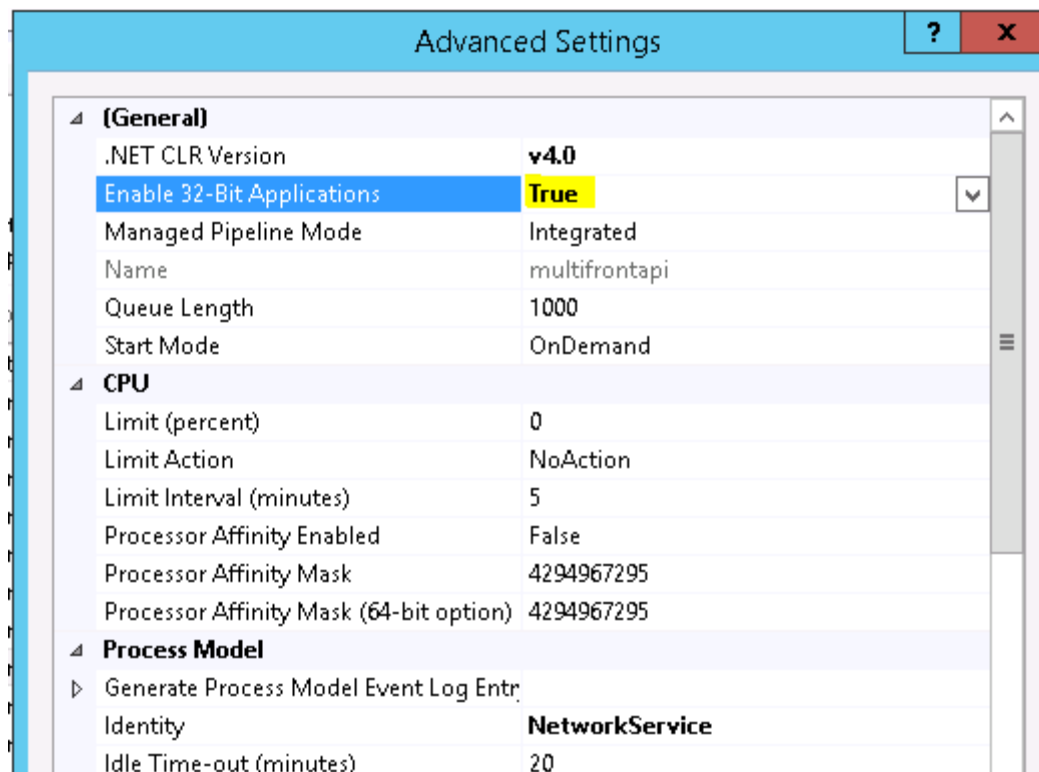 Advanced Settings
?
x
(General)
.NET CLR Version v4.0
Enable 32-Bit Applications True
Managed Pipeline Mode Integrated
Name multifrontapi
Queue Length 1000
Start Mode OnDemand
CPU
Limit (percent) 0
Limit Action NoAction
Limit Interval (minutes) 5
Processor Affinity Enabled False
Processor Affinity Mask 4294967295
Processor Affinity Mask (64-bit option) 4294967295
Process Model
Generate Process Model Event Log Entr
Identity NetworkService
Idle Time-out (minutes) 20